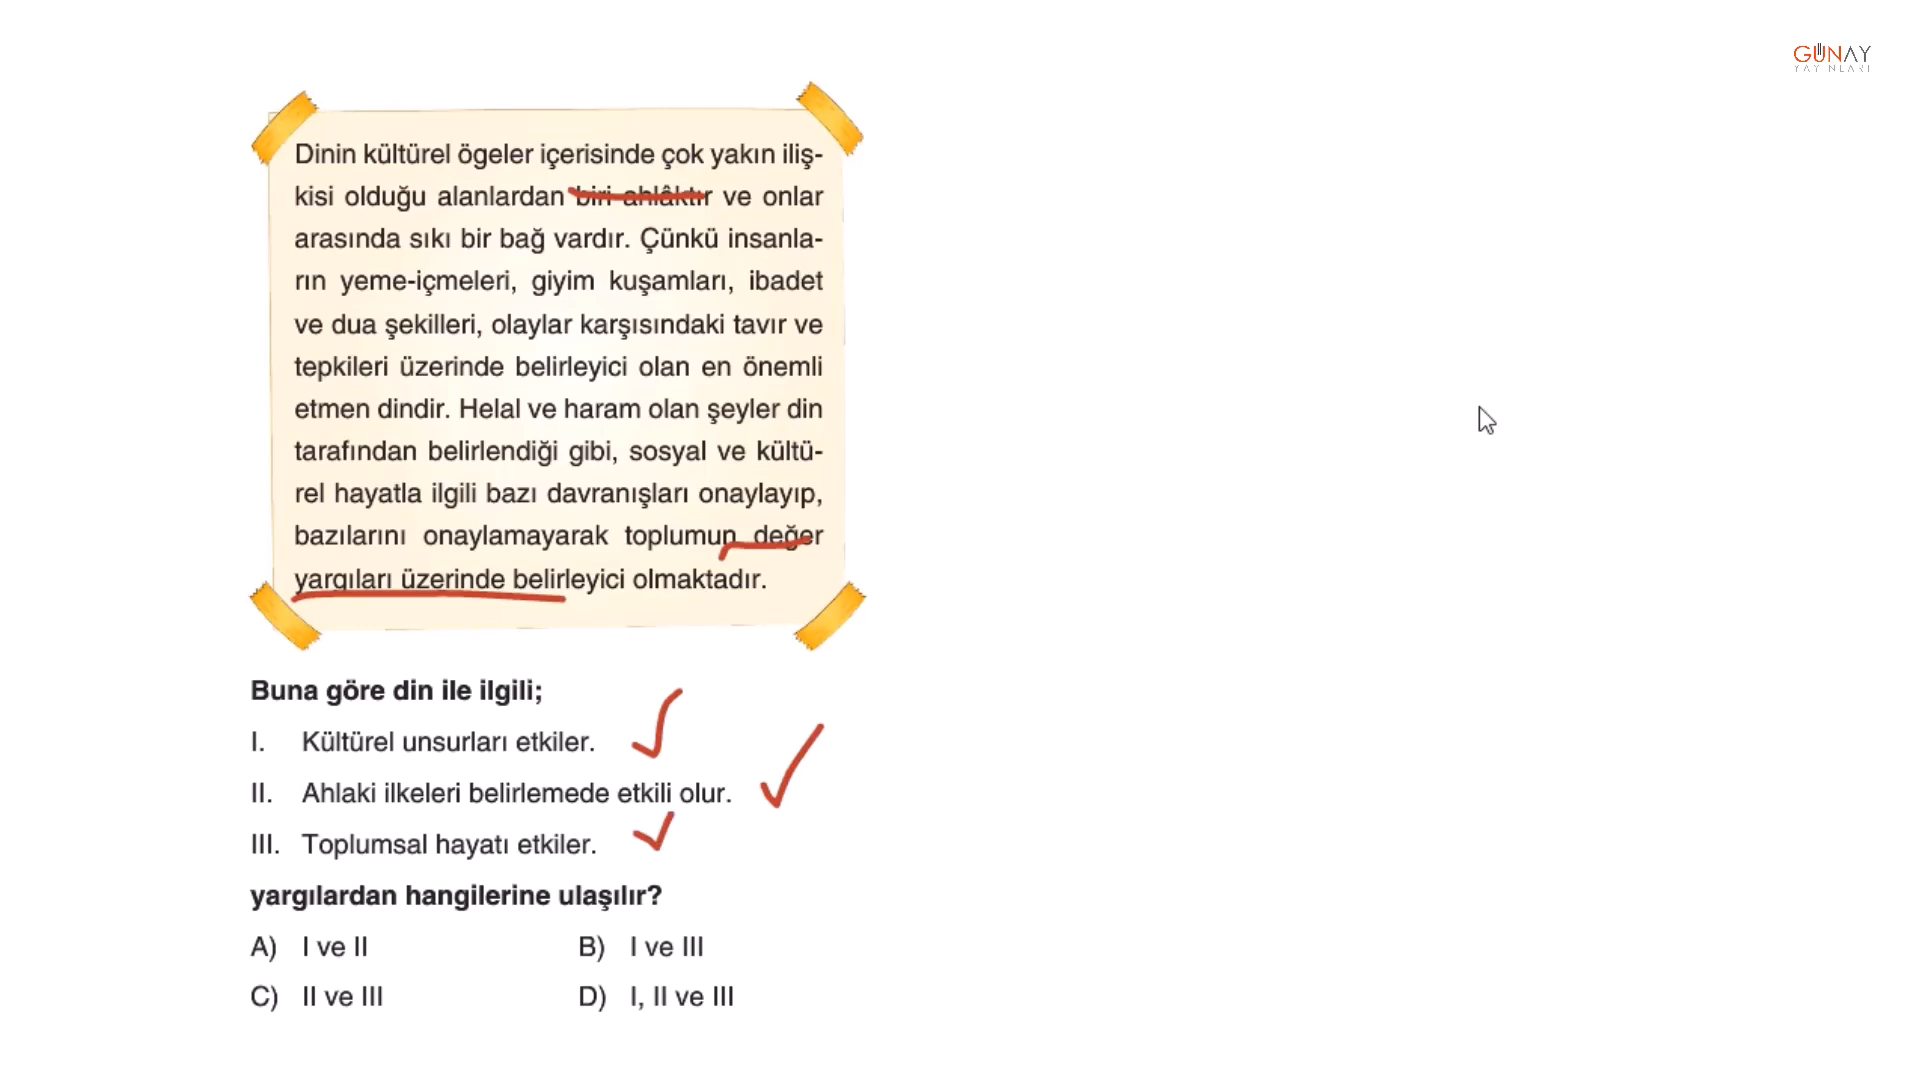 GÜNAY
YAYINLARI
Dinin kültürel ögeler içerisinde çok yakın iliş-
kisi olduğu alanlardan biri ahlâktır ve onlar
arasında sıkı bir bağ vardır. Çünkü insanla-
rın yeme-içmeleri, giyim kuşamları, ibadet
ve dua şekilleri, olaylar karşısındaki tavır ve
tepkileri üzerinde belirleyici olan en önemli
etmen dindir. Helal ve haram olan şeyler din
tarafından belirlendiği gibi, sosyal ve kültü-
rel hayatla ilgili bazı davranışları onaylayıp,
bazılarını onaylamayarak toplumun değer
yargıları üzerinde belirleyici olmaktadır.
Buna göre din ile ilgili;
I. Kültürel unsurları etkiler.
II. Ahlaki ilkeleri belirlemede etkili olur.
III. Toplumsal hayatı etkiler.
yargılardan hangilerine ulaşılır?
A) I ve II B) I ve III
C) II ve III D) I, II ve III